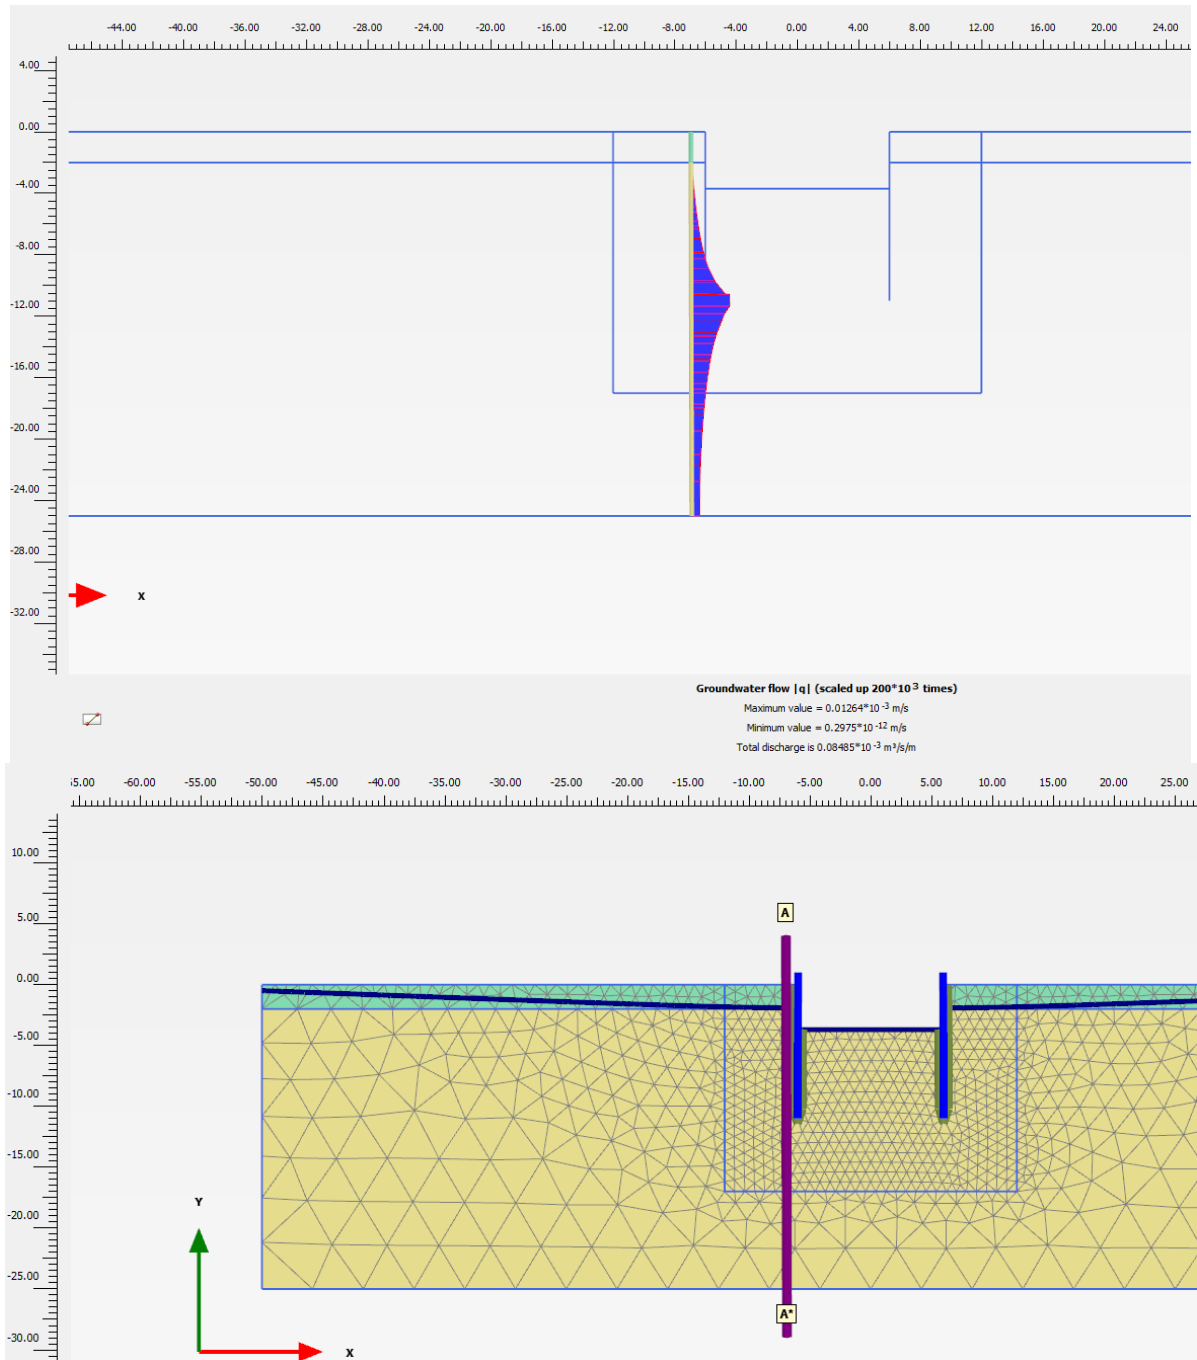 -44.00 -40.00 -36.00 -32.00 -28.00 -24.00 -20.00 -16.00 -12.00 -8.00 -4.00 0.00 4.00 8.00 12.00 16.00 20.00 24.00
4.00
0.00
-4.00
-8.00
-12.00
-16.00
-20.00
-24.00
-28.00
X
-32.00
Groundwater flow |q| (scaled up 200*10 3 times)
Maximum value = 0.01264*10 -3 m/s
Minimum value = 0.2975*10 -12 m/s
Total discharge is 0.08485*10 -3 m³/s/m
55.00 -60.00 -55.00 -50.00 -45.00 -40.00 -35.00 -30.00 -25.00 -20.00 -15.00 -10.00 -5.00 0.00 5.00 10.00 15.00 20.00 25.00
10.00
A
5.00
0.00
-5.00
-10.00
-15.00
Y
-20.00
-25.00
A*
-30.00
X